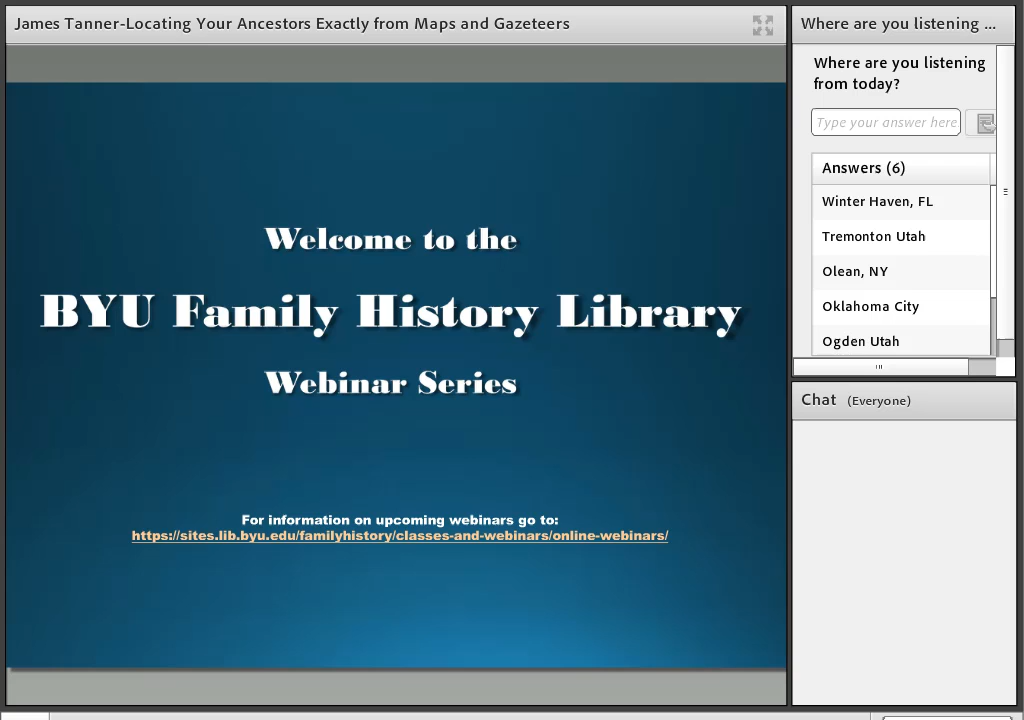 James Tanner-Locating Your Ancestors Exactly from Maps and Gazeteers
Welcome to the
BYU Family History Library
Webinar Series
For information on upcoming webinars go to:
https://sites.lib.byu.edu/familyhistory/classes-and-webinars/online-webinars/
Where are you listening ...
Where are you listening
from today?
Type your answer here
Answers (6)
Winter Haven, FL
Tremonton Utah
Olean, NY
Oklahoma City
Ogden Utah
Chat (Everyone)